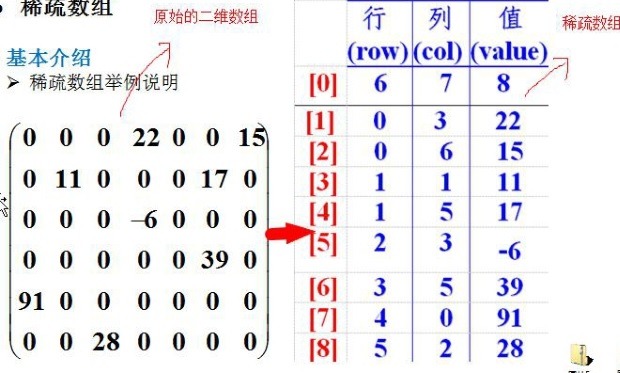 稀疏数组
原始的二维数组
基本介绍
➢ 稀疏数组举例说明
0 0 0 22 0 0 15
0 11 0 0 0 17 0
0 0 0 –6 0 0 0
0 0 0 0 0 39 0
91 0 0 0 0 0 0
0 0 28 0 0 0 0
行 列 值
(row) (col) (value)
[0] 6 7 8
[1] 0 3 22
[2] 0 6 15
[3] 1 1 11
[4] 1 5 17
[5] 2 3 -6
[6] 3 5 39
[7] 4 0 91
[8] 5 2 28
稀疏数组